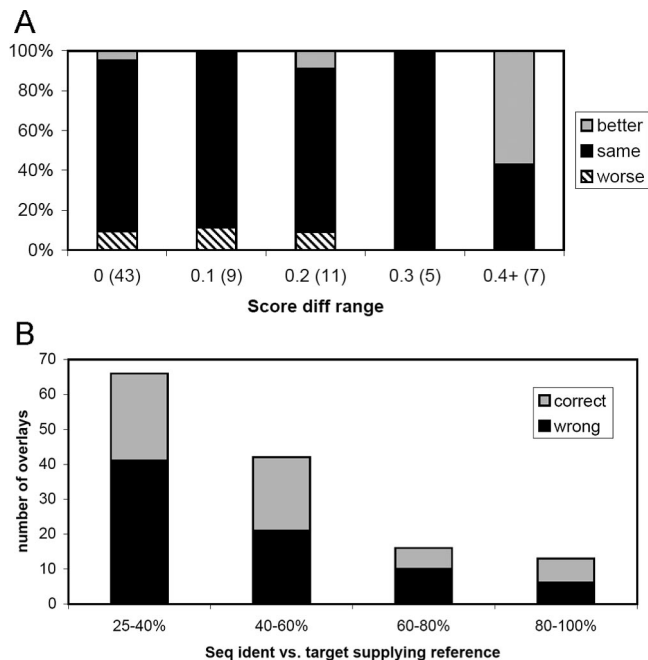 A
100%
80%
60%
40%
20%
0%
better
same
worse
0 (43) 0.1 (9) 0.2 (11) 0.3 (5) 0.4+ (7)
Score diff range
B
number of overlays
70
60
50
40
30
20
10
0
correct
wrong
25-40% 40-60% 60-80% 80-100%
Seq ident vs. target supplying reference